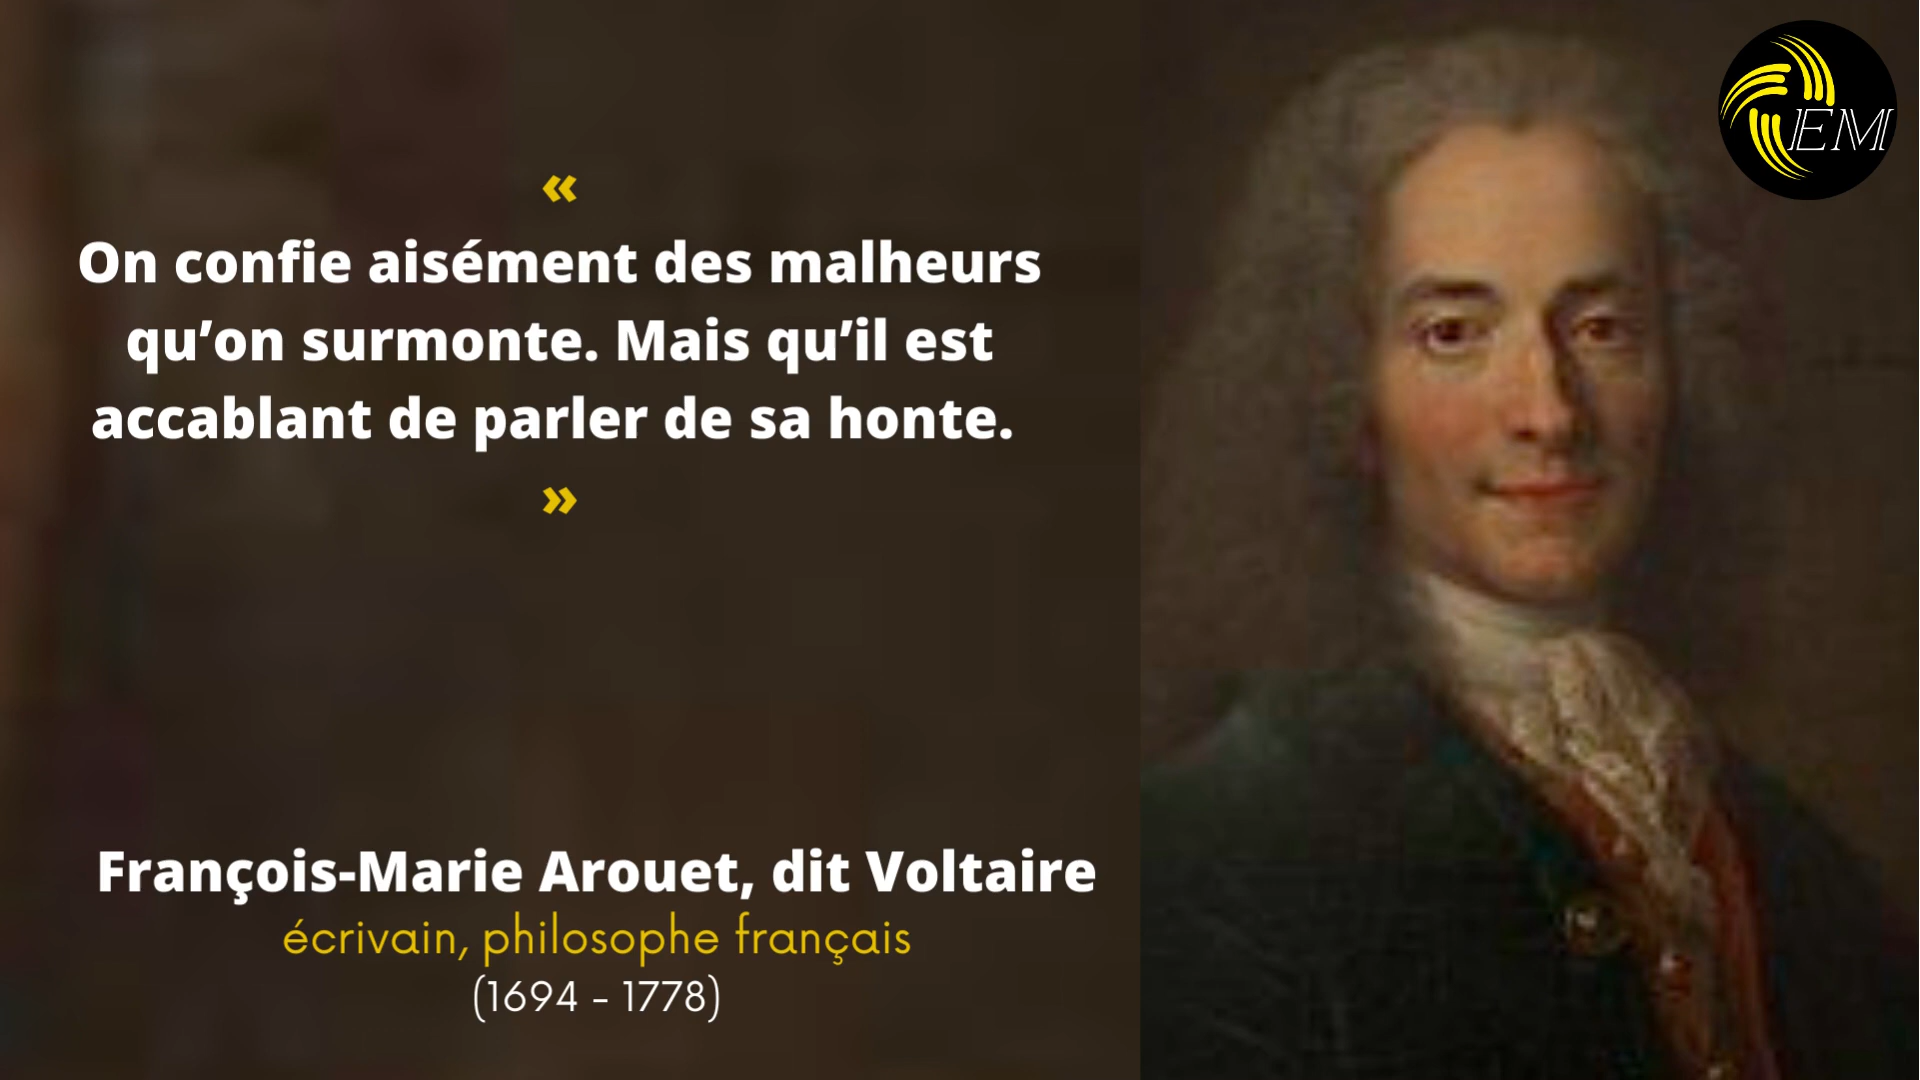 EM
«
On confie aisément des malheurs
qu’on surmonte. Mais qu’il est
accablant de parler de sa honte.
»
François-Marie Arouet, dit Voltaire
écrivain, philosophe français
(1694 - 1778)